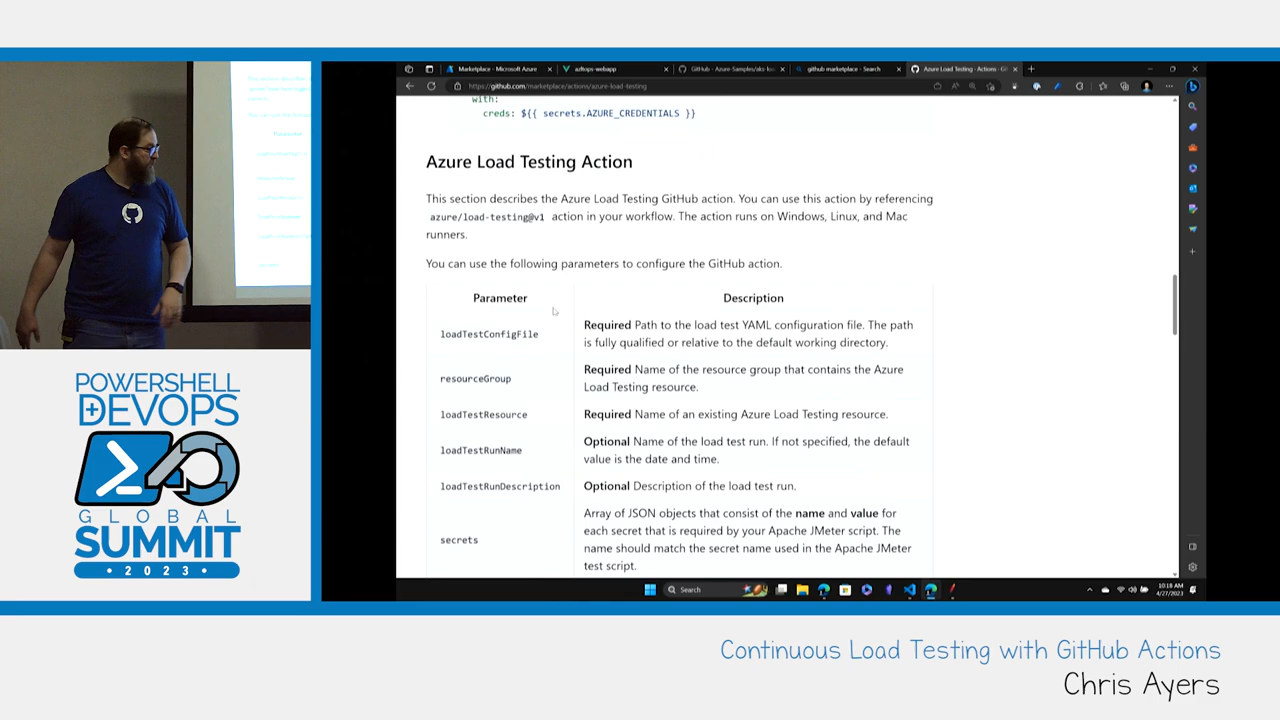 Marketplace - Microsoft Azure
azltops-webapp
GitHub - Azure-Samples/aks-loa
github marketplace - Search
Azure Load Testing · Actions · Gi
https://github.com/marketplace/actions/azure-load-testing
with:
creds: ${{ secrets.AZURE_CREDENTIALS }}
Azure Load Testing Action
This section describes the Azure Load Testing GitHub action. You can use this action by referencing
azure/load-testing@v1 action in your workflow. The action runs on Windows, Linux, and Mac
runners.
You can use the following parameters to configure the GitHub action.
Parameter Description
loadTestConfigFile Required Path to the load test YAML configuration file. The path
is fully qualified or relative to the default working directory.
resourceGroup Required Name of the resource group that contains the Azure
Load Testing resource.
loadTestResource Required Name of an existing Azure Load Testing resource.
loadTestRunName Optional Name of the load test run. If not specified, the default
value is the date and time.
loadTestRunDescription Optional Description of the load test run.
secrets Array of JSON objects that consist of the name and value for
each secret that is required by your Apache JMeter script. The
name should match the secret name used in the Apache JMeter
test script.
Search
10:18 AM
4/27/2023
POWERSHELL
+DEVOPS
GLOBAL
SUMMIT
• 2023 •
Continuous Load Testing with GitHub Actions
Chris Ayers